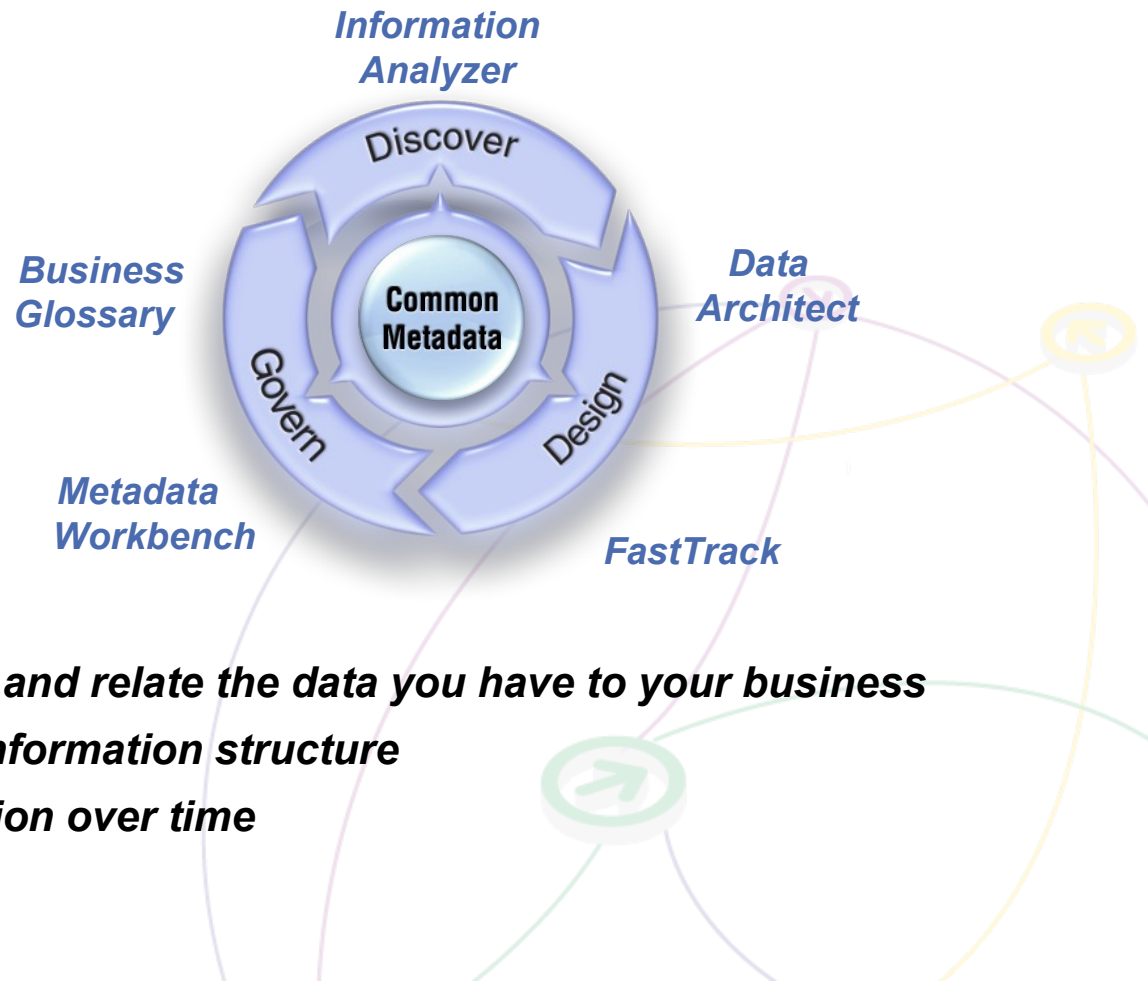 Information
Analyzer
Discover
Business
Glossary
Common
Metadata
Data
Architect
Govern
Design
Metadata
Workbench
FastTrack
and relate the data you have to your business
nformation structure
ion over time